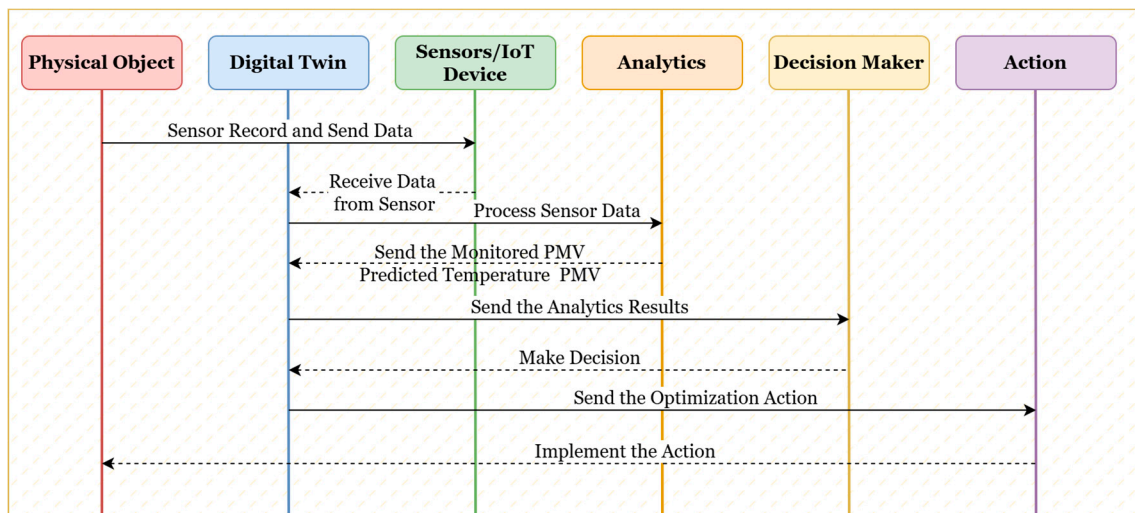 Physical Object
Digital Twin
Sensors/IoT
Device
Analytics
Decision Maker
Action
Sensor Record and Send Data
Receive Data
from Sensor
Process Sensor Data
Send the Monitored PMV
Predicted Temperature PMV
Send the Analytics Results
Make Decision
Send the Optimization Action
Implement the Action